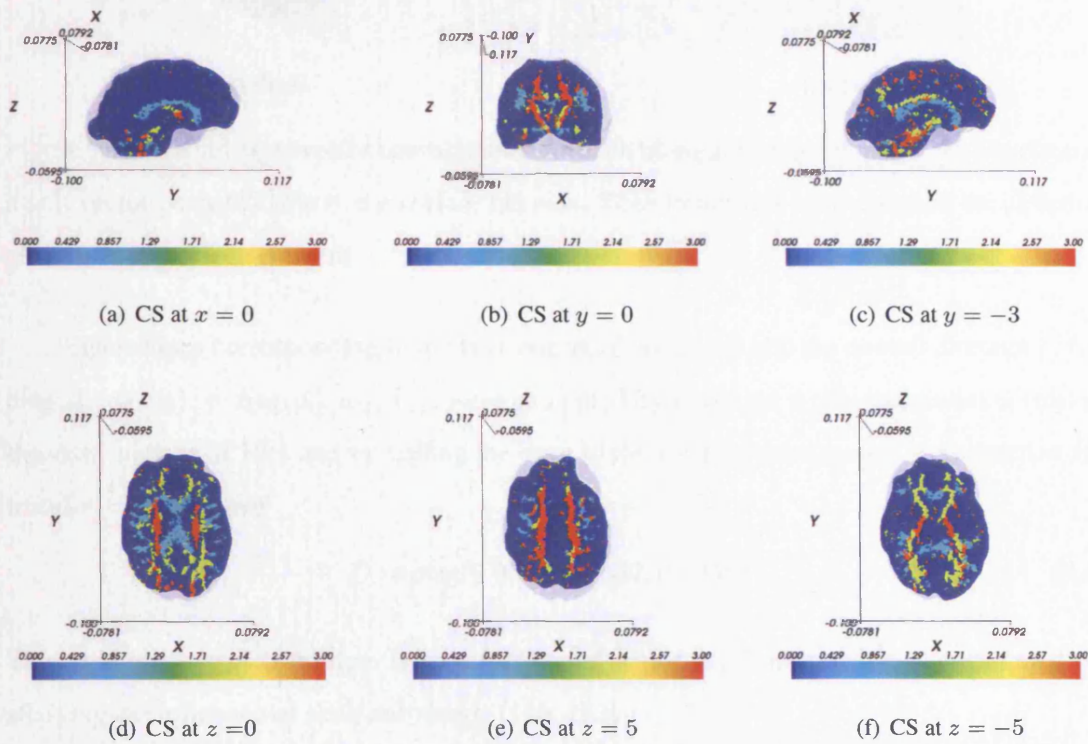 X
0.0792
0.0775
-0.0781
Z
-0.0595
-0.100
0.117
Y
0.000 0.429 0.857 1.29 1.71 2.14 2.57 3.00
(a) CS at x = 0
0.0775 -0.100 Y
0.117
Z
-0.0595
-0.0781
0.0792
X
0.000 0.429 0.857 1.29 1.71 2.14 2.57 3.00
(b) CS at y = 0
X
0.0792
0.0775
-0.0781
Z
-0.0595
-0.100
0.117
Y
0.000 0.429 0.857 1.29 1.71 2.14 2.57 3.00
(c) CS at y = −3
Z
0.0775
0.117
-0.0595
Y
-0.100
-0.0781
0.0792
X
0.000 0.429 0.857 1.29 1.71 2.14 2.57 3.00
(d) CS at z =0
Z
0.0775
0.117
-0.0595
Y
-0.100
-0.0781
0.0792
X
0.000 0.429 0.857 1.29 1.71 2.14 2.57 3.00
(e) CS at z = 5
Z
0.0775
0.117
-0.0595
Y
-0.100
-0.0781
0.0792
X
0.000 0.429 0.857 1.29 1.71 2.14 2.57 3.00
(f) CS at z = −5